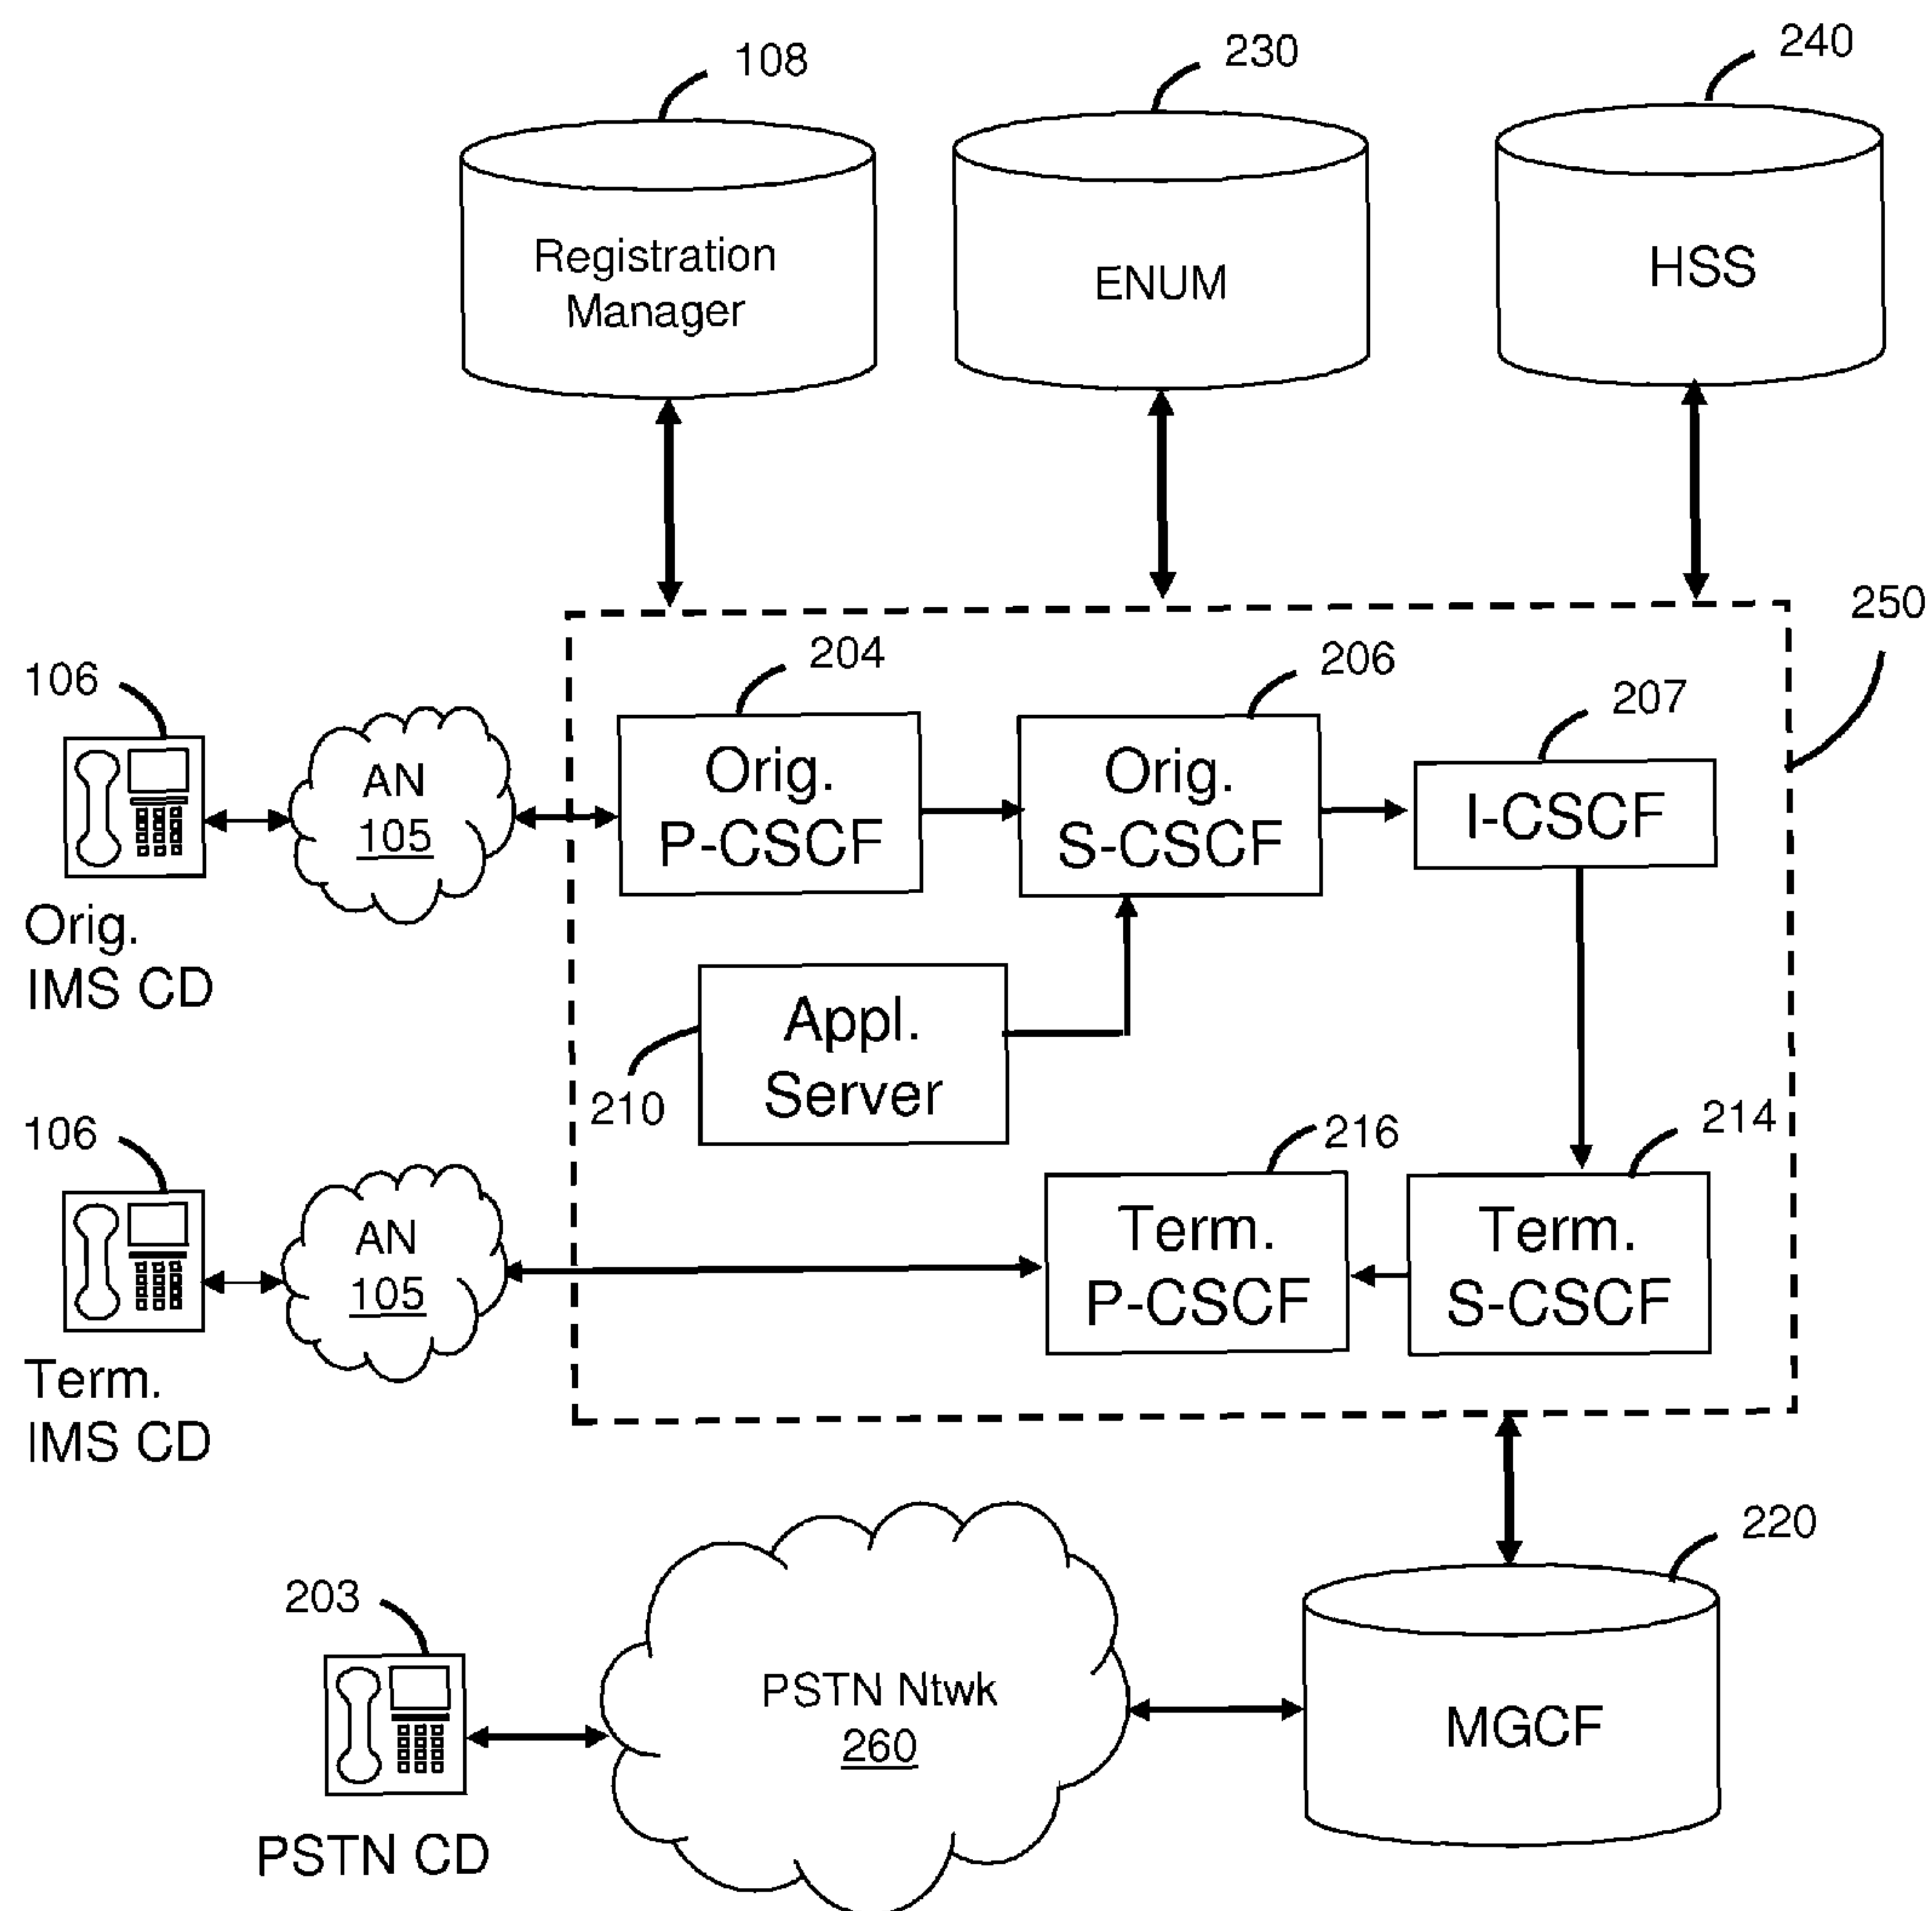 108
230
240
Registration
Manager
ENUM
HSS
250
106
204
206
207
AN
105
Orig.
P-CSCF
Orig.
S-CSCF
I-CSCF
Orig.
IMS CD
Appl.
Server
210
106
216
214
AN
105
Term.
P-CSCF
Term.
S-CSCF
Term.
IMS CD
220
203
PSTN Ntwk
260
MGCF
PSTN CD